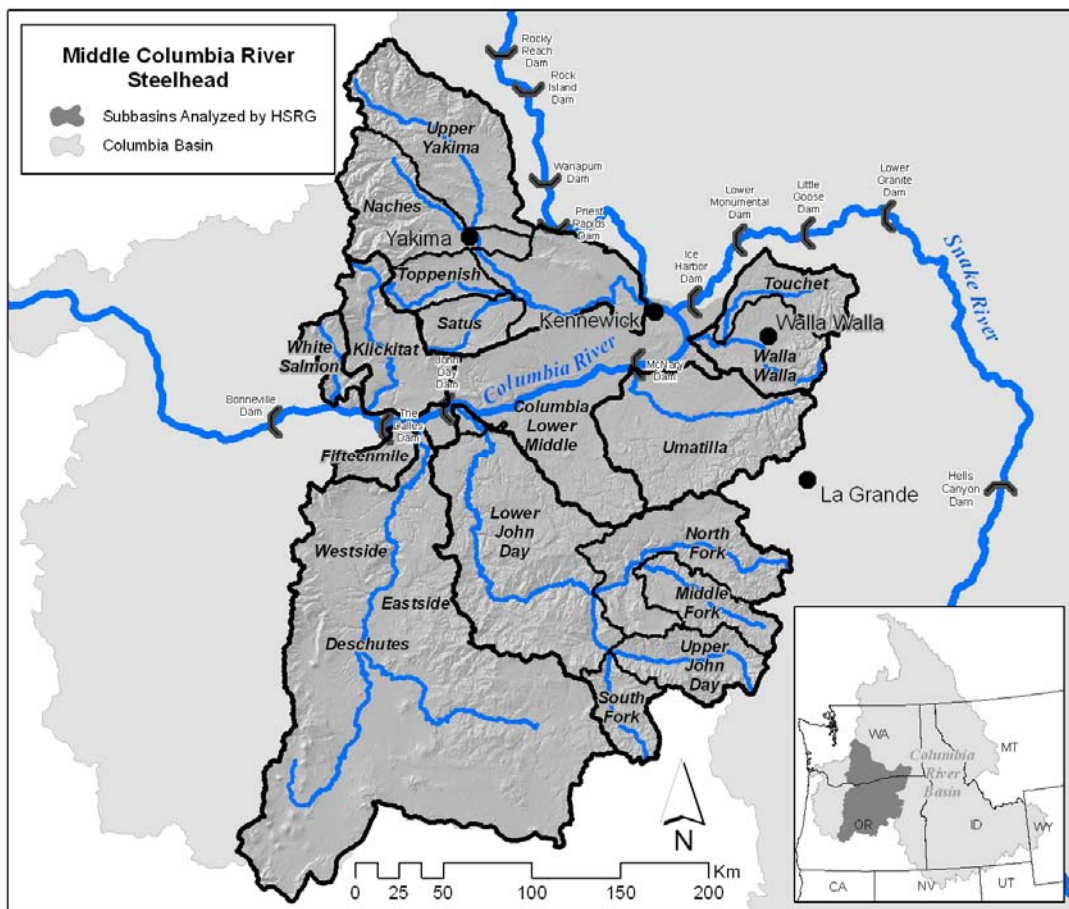 Middle Columbia River
Steelhead
Subbasins Analyzed by HSRG
Columbia Basin
Rocky
Reach
Dam
Rock
Island
Dam
Upper
Yakima
Wanapum
Dam
Naches
Priest
Rapids
Dam
Lower
Monumental
Dam
Little
Goose
Dam
Lower
Granite
Dam
Yakima
Ice
Harbor
Dam
Snake River
Toppenish
Touchet
Satus
Kennewick
Walla Walla
White
Salmon
Klickitat
John
Day
Dam
Columbia River
McNary
Dam
Walla
Walla
Bonneville
Dam
The
Dalles
Dam
Columbia
Lower
Middle
Umatilla
Fifteenmile
La Grande
Hells
Canyon
Dam
Westside
Lower
John
Day
North
Fork
Eastside
Middle
Fork
Deschutes
Upper
John
Day
South
Fork
N
Km
0 25 50 100 150 200
WA
MT
Columbia
River
Basin
OR
ID
WY
CA
NV
UT